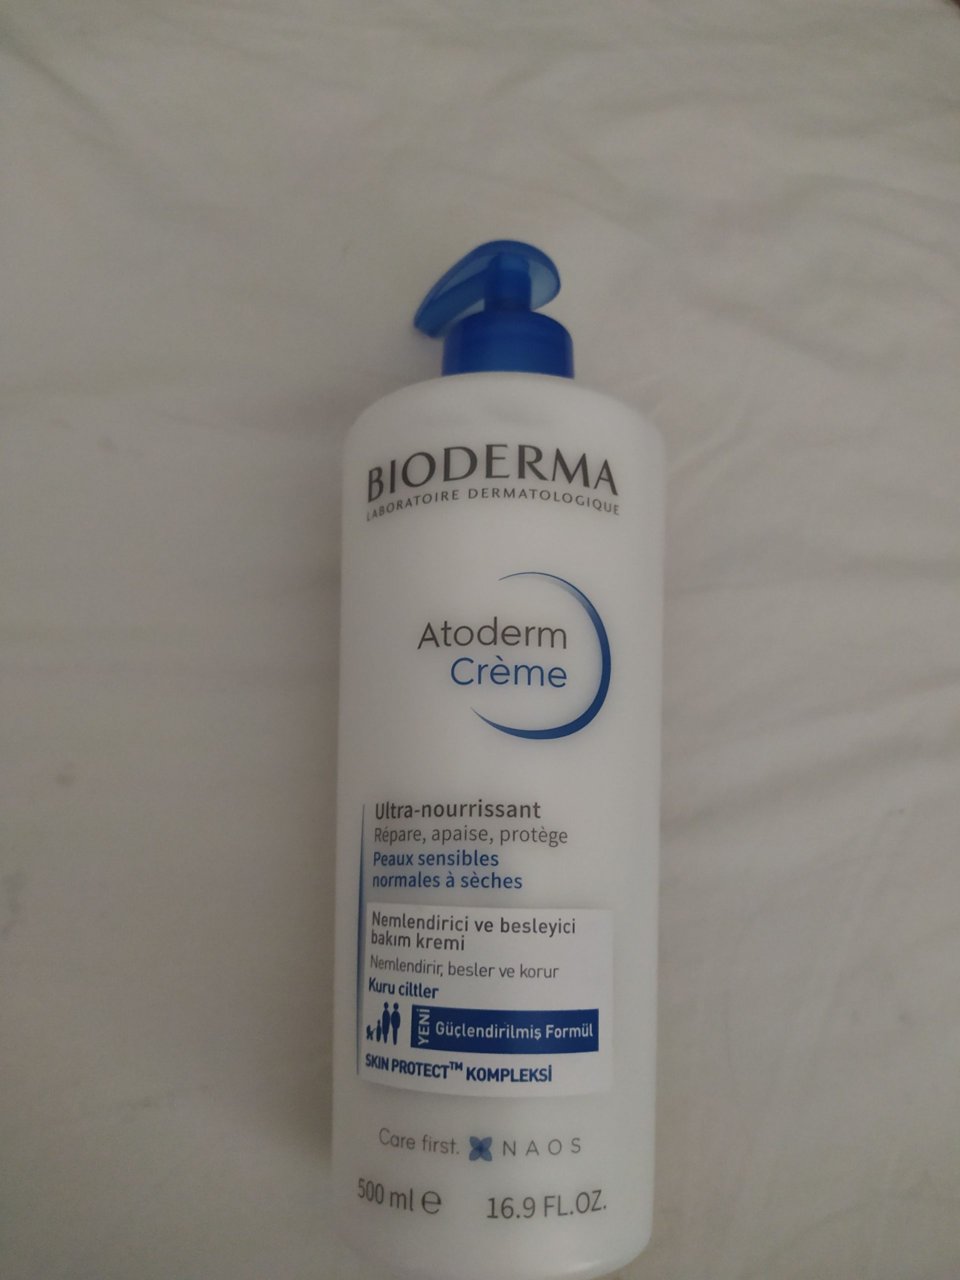 BIODERMA
LABORATOIRE DERMATOLOGIQUE
Atoderm
Crème
Ultra-nourrissant
Répare, apaise, protège
Peaux sensibles
normales à sèches
Nemlendirici ve besleyici
bakım kremi
Nemlendirir, besler ve korur
Kuru ciltler
YENİ
Güçlendirilmiş Formül
SKIN PROTECT™ KOMPLEKSİ
Care first. NAOS
500 ml e 16.9 FL.OZ.